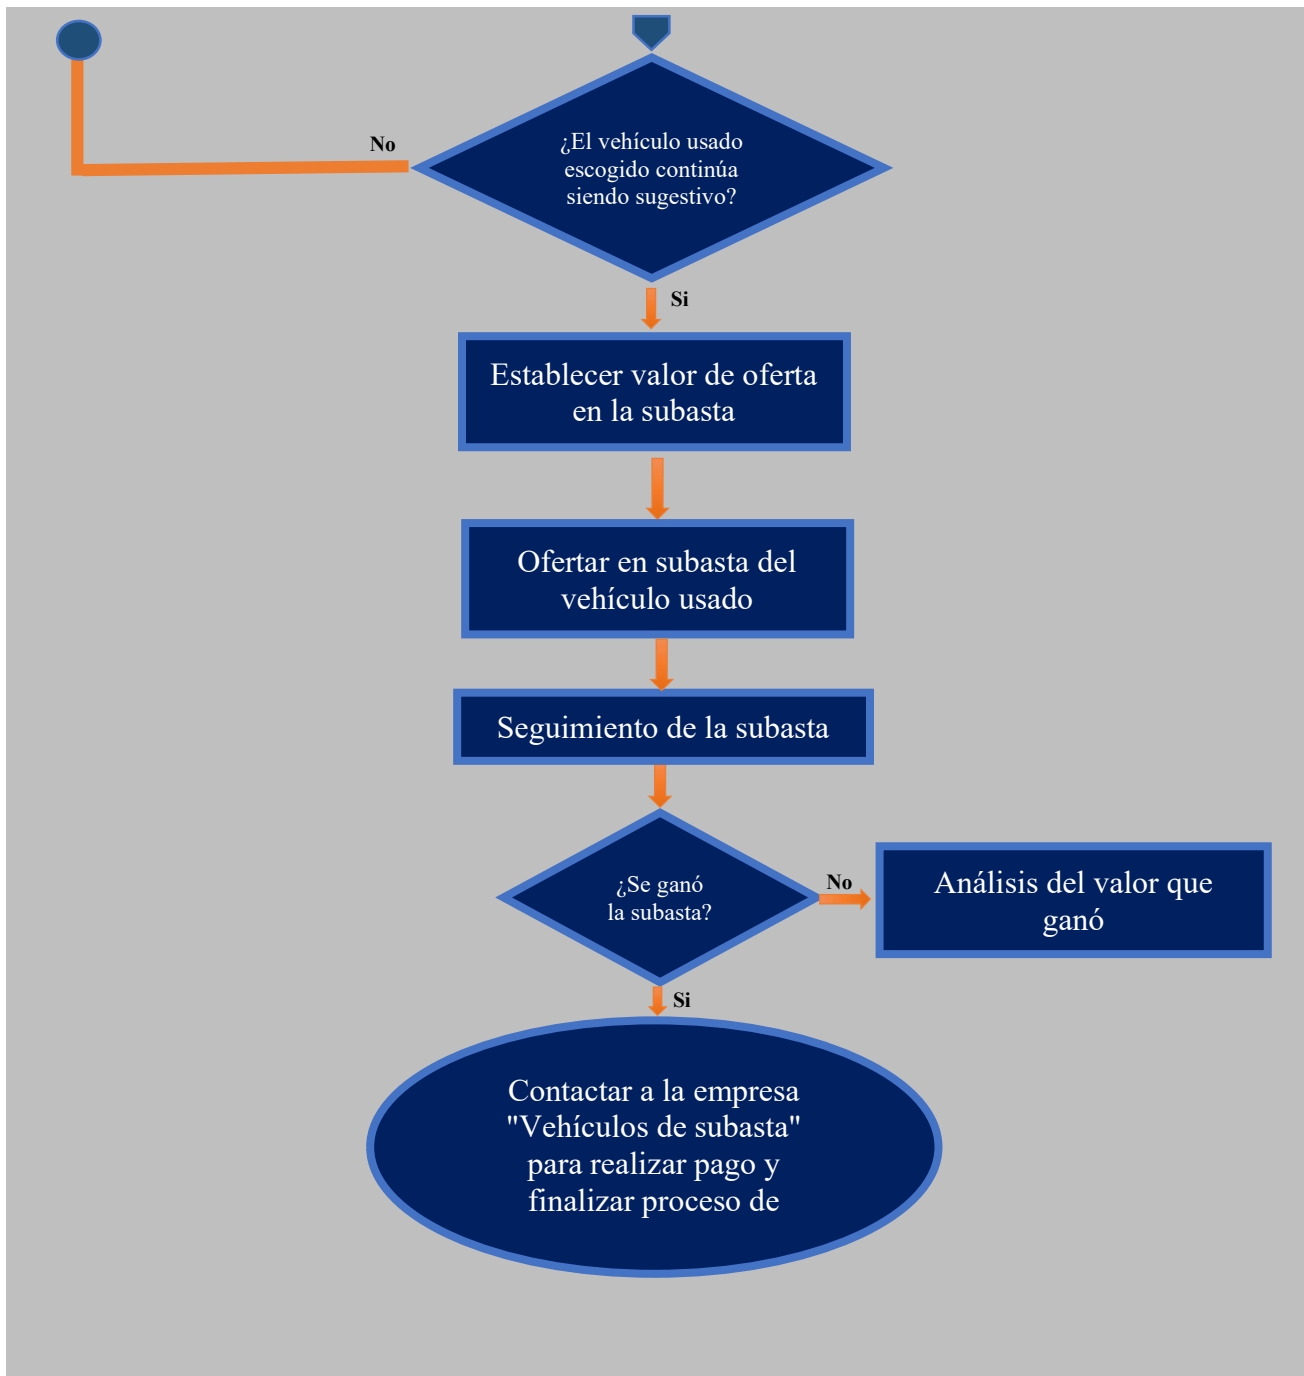 No
¿El vehículo usado
escogido continúa
siendo sugestivo?
Si
Establecer valor de oferta
en la subasta
Ofertar en subasta del
vehículo usado
Seguimiento de la subasta
¿Se ganó
la subasta?
No
Análisis del valor que
ganó
Si
Contactar a la empresa
"Vehículos de subasta"
para realizar pago y
finalizar proceso de